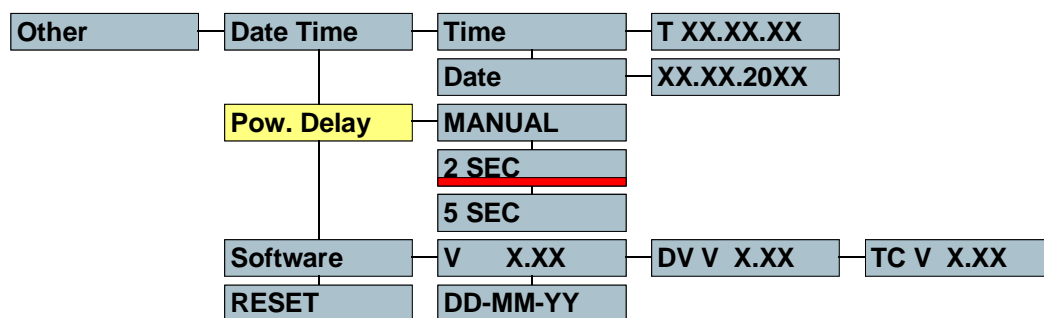 Other Date Time Time T XX.XX.XX
Date XX.XX.20XX
Pow. Delay MANUAL
2 SEC
5 SEC
Software V X.XX DV V X.XX TC V X.XX
RESET DD-MM-YY